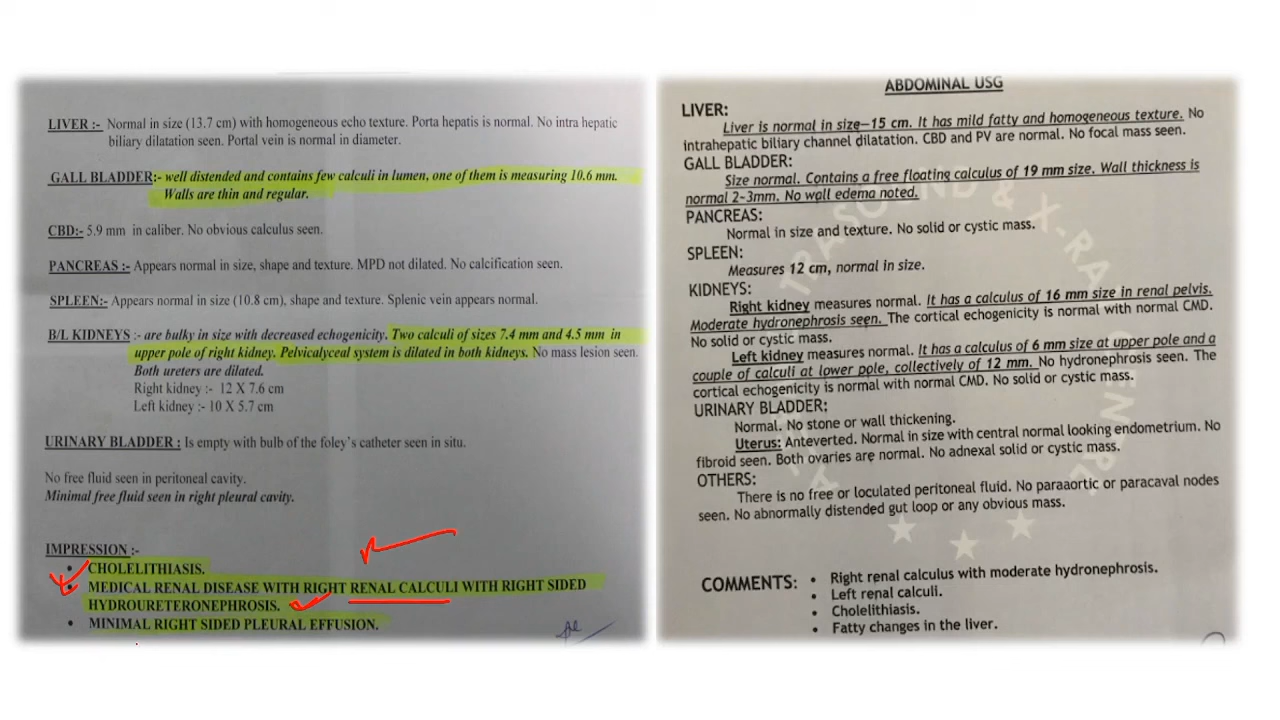 LIVER :- Normal in size (13.7 cm) with homogeneous echo texture. Porta hepatis is normal. No intra hepatic
biliary dilatation seen. Portal vein is normal in diameter.
GALL BLADDER:- well distended and contains few calculi in lumen, one of them is measuring 10.6 mm.
Walls are thin and regular.
CBD:- 5.9 mm in caliber. No obvious calculus seen.
PANCREAS :- Appears normal in size, shape and texture. MPD not dilated. No calcification seen.
SPLEEN:- Appears normal in size (10.8 cm), shape and texture. Splenic vein appears normal.
B/L KIDNEYS :- are bulky in size with decreased echogenicity. Two calculi of sizes 7.4 mm and 4.5 mm in
upper pole of right kidney. Pelvicalyceal system is dilated in both kidneys. No mass lesion seen.
Both ureters are dilated.
Right kidney :- 12 X 7.6 cm
Left kidney :- 10 X 5.7 cm
URINARY BLADDER : Is empty with bulb of the foley's catheter seen in situ.
No free fluid seen in peritoneal cavity.
Minimal free fluid seen in right pleural cavity.
IMPRESSION :-
• CHOLELITHIASIS.
• MEDICAL RENAL DISEASE WITH RIGHT RENAL CALCULI WITH RIGHT SIDED
HYDROURETERONEPHROSIS.
• MINIMAL RIGHT SIDED PLEURAL EFFUSION.
ABDOMINAL USG
LIVER:
Liver is normal in size–15 cm. It has mild fatty and homogeneous texture. No
intrahepatic biliary channel dilatation. CBD and PV are normal. No focal mass seen.
GALL BLADDER:
Size normal. Contains a free floating calculus of 19 mm size. Wall thickness is
normal 2-3mm. No wall edema noted.
PANCREAS:
Normal in size and texture. No solid or cystic mass.
SPLEEN:
Measures 12 cm, normal in size.
KIDNEYS:
Right kidney measures normal. It has a calculus of 16 mm size in renal pelvis.
Moderate hydronephrosis seen. The cortical echogenicity is normal with normal CMD.
No solid or cystic mass.
Left kidney measures normal. It has a calculus of 6 mm size at upper pole and a
couple of calculi at lower pole, collectively of 12 mm. No hydronephrosis seen. The
cortical echogenicity is normal with normal CMD. No solid or cystic mass.
URINARY BLADDER:
Normal. No stone or wall thickening.
Uterus: Anteverted. Normal in size with central normal looking endometrium. No
fibroid seen. Both ovaries are normal. No adnexal solid or cystic mass.
OTHERS:
There is no free or loculated peritoneal fluid. No paraaortic or paracaval nodes
seen. No abnormally distended gut loop or any obvious mass.
COMMENTS: • Right renal calculus with moderate hydronephrosis.
• Left renal calculi.
• Cholelithiasis.
• Fatty changes in the liver.